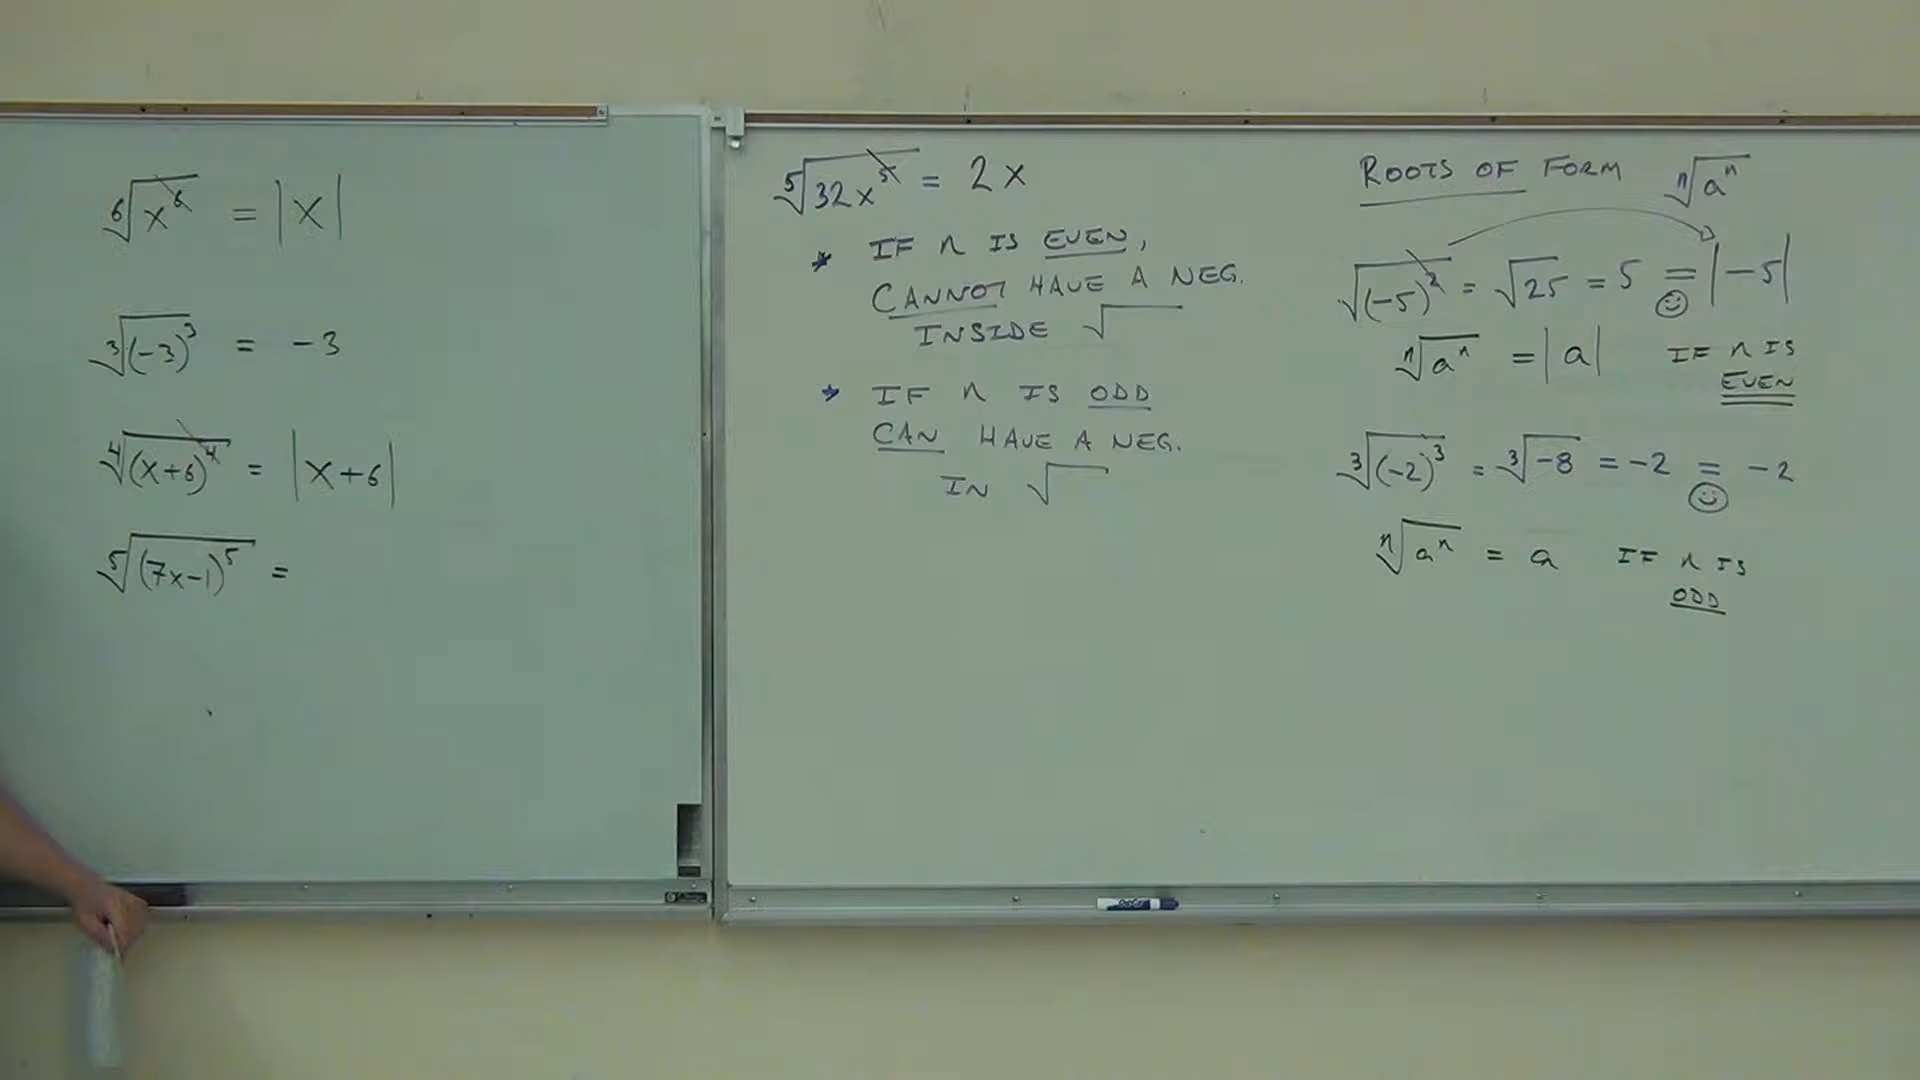 ⁶√x⁶ = |x|
³√(-3)³ = -3
⁴√(x+6)⁴ = |x+6|
⁵√(7x-1)⁵ =
⁵√32x⁵ = 2x
* IF n IS EVEN,
CANNOT HAVE A NEG.
INSIDE √
* IF n IS ODD
CAN HAVE A NEG.
IN √
ROOTS OF FORM ⁿ√aⁿ
√(-5)² = √25 = 5 = |-5|
ⁿ√aⁿ = |a| IF n IS
EVEN
³√(-2)³ = ³√-8 = -2 = -2
ⁿ√aⁿ = a IF n IS
ODD